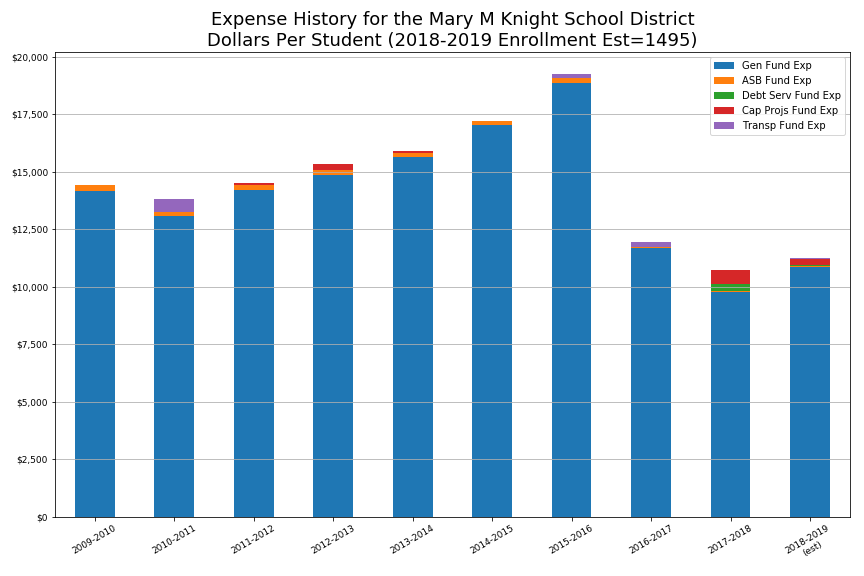 Expense History for the Mary M Knight School District
Dollars Per Student (2018-2019 Enrollment Est=1495)
$20,000
$17,500
$15,000
$12,500
$10,000
$7,500
$5,000
$2,500
$0
Gen Fund Exp
ASB Fund Exp
Debt Serv Fund Exp
Cap Projs Fund Exp
Transp Fund Exp
2009-2010
2010-2011
2011-2012
2012-2013
2013-2014
2014-2015
2015-2016
2016-2017
2017-2018
2018-2019
(est)